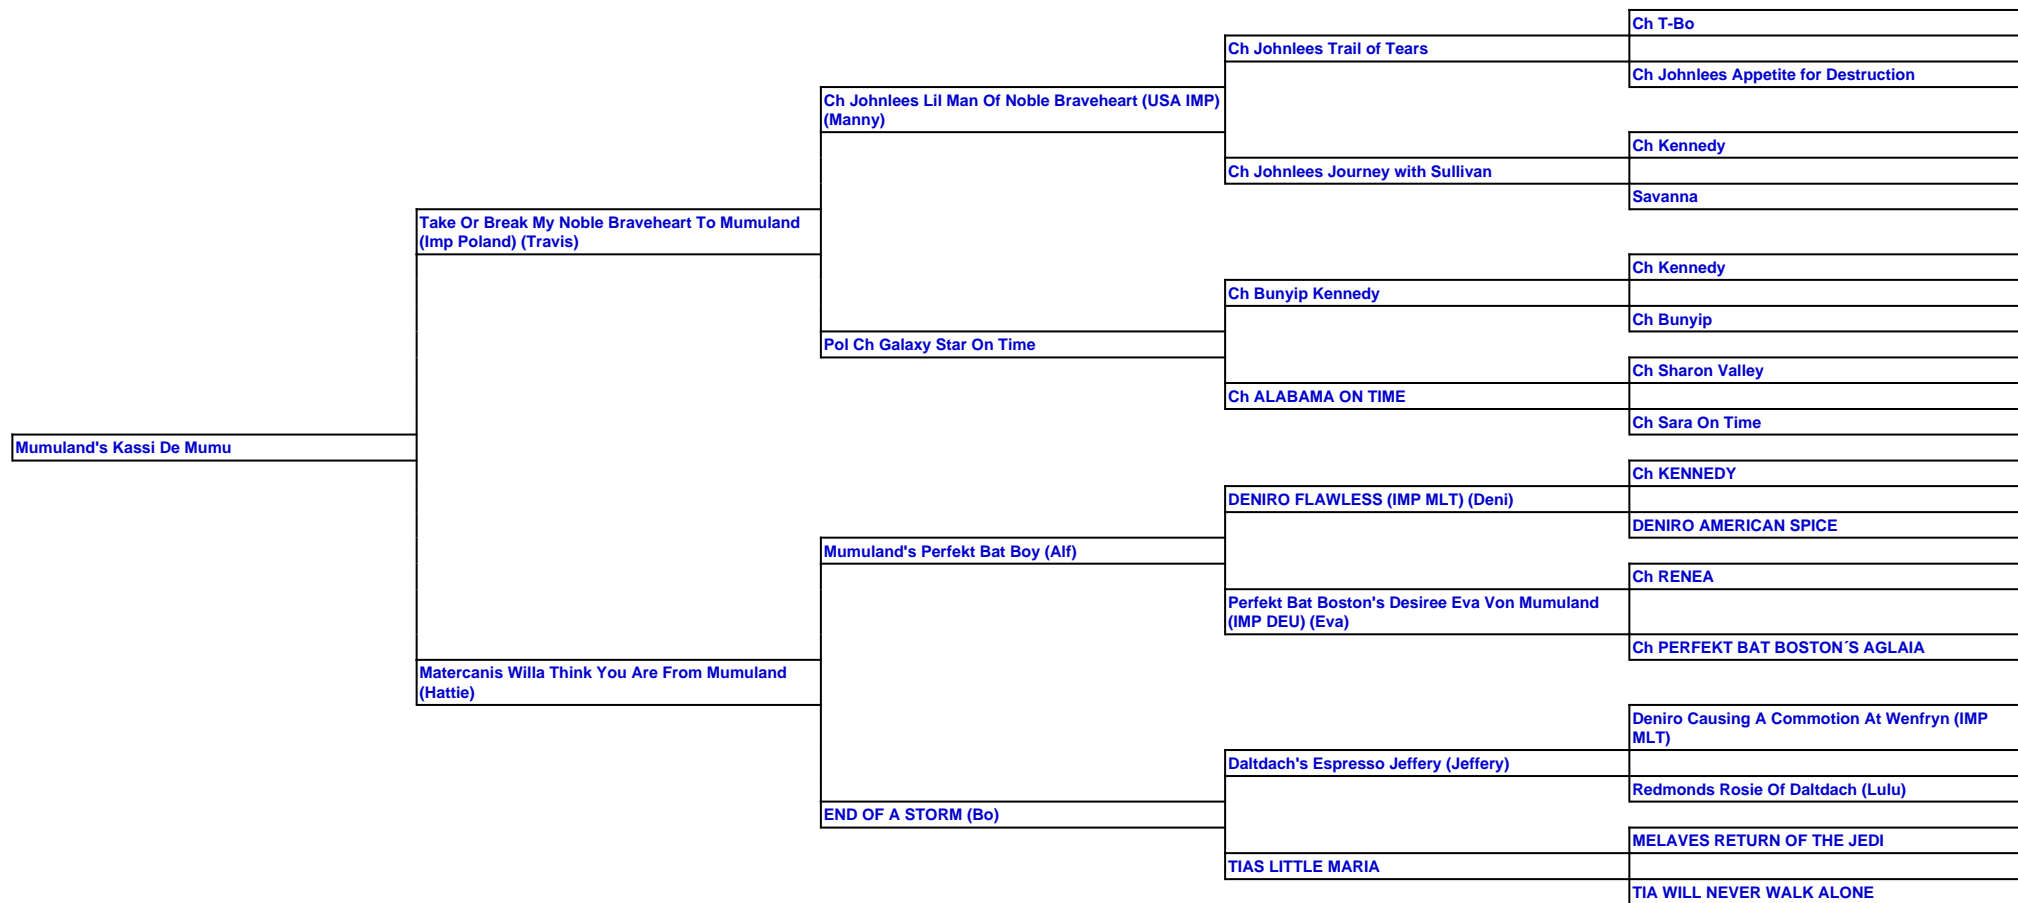 Ch T-Bo
Ch Johnlees Trail of Tears
Ch Johnlees Appetite for Destruction
Ch Johnlees Lil Man Of Noble Braveheart (USA IMP)
(Manny)
Ch Kennedy
Ch Johnlees Journey with Sullivan
Savanna
Take Or Break My Noble Braveheart To Mumuland
(Imp Poland) (Travis)
Ch Kennedy
Ch Bunyip Kennedy
Ch Bunyip
Pol Ch Galaxy Star On Time
Ch Sharon Valley
Ch ALABAMA ON TIME
Ch Sara On Time
Mumuland's Kassi De Mumu
Ch KENNEDY
DENIRO FLAWLESS (IMP MLT) (Deni)
DENIRO AMERICAN SPICE
Mumuland's Perfekt Bat Boy (Alf)
Ch RENEA
Perfekt Bat Boston's Desiree Eva Von Mumuland
(IMP DEU) (Eva)
Ch PERFEKT BAT BOSTON´S AGLAIA
Matercanis Willa Think You Are From Mumuland
(Hattie)
Deniro Causing A Commotion At Wenfryn (IMP
MLT)
Daltdach's Espresso Jeffery (Jeffery)
Redmonds Rosie Of Daltdach (Lulu)
END OF A STORM (Bo)
MELAVES RETURN OF THE JEDI
TIAS LITTLE MARIA
TIA WILL NEVER WALK ALONE